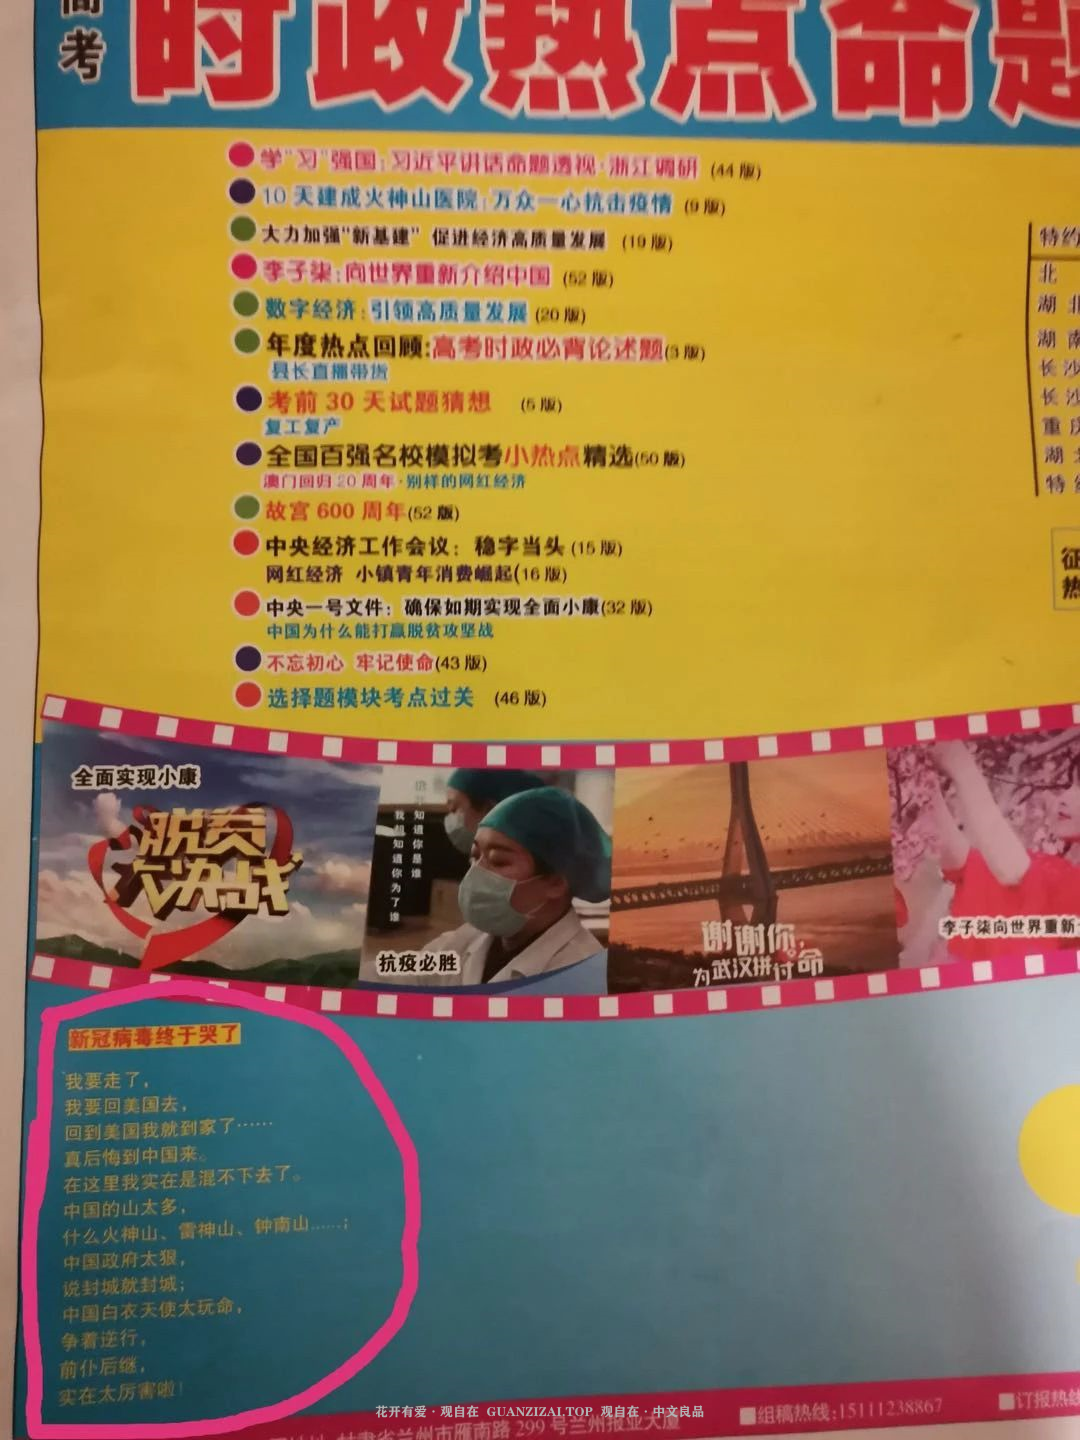 高考
时政热点命题
学"习"强国:习近平讲话命题透视·浙江调研 (44版)
10天建成火神山医院:万众一心抗击疫情 (9版)
大力加强"新基建" 促进经济高质量发展 (19版)
李子柒:向世界重新介绍中国 (52版)
数字经济:引领高质量发展 (20版)
年度热点回顾:高考时政必背论述题(3版)
县长直播带货
考前30天试题猜想 (5版)
复工复产
全国百强名校模拟考小热点精选(50版)
澳门回归20周年·别样的网红经济
故宫600周年(52版)
中央经济工作会议:稳字当头(15版)
网红经济 小镇青年消费崛起(16版)
中央一号文件:确保如期实现全面小康(32版)
中国为什么能打赢脱贫攻坚战
不忘初心 牢记使命(43版)
选择题模块考点过关 (46版)
特约
北
湖北
湖南
长沙
长沙
重庆
湖北
特约
征
热
全面实现小康
脱贫
大决战
知道你是谁
我却知道你为了谁
抗疫必胜
谢谢你,
为武汉拼过命
李子柒向世界重新
新冠病毒终于哭了
我要走了,
我要回美国去,
回到美国我就到家了……
真后悔到中国来。
在这里我实在是混不下去了。
中国的山太多,
什么火神山、雷神山、钟南山……;
中国政府太狠,
说封城就封城;
中国白衣天使太玩命,
争着逆行,
前仆后继,
实在太厉害啦!
花开有爱·观自在 GUANZIZAI.TOP 观自在·中文良品
甘肃省兰州市雁南路299号兰州报业大厦
组稿热线:15111238867
订报热线